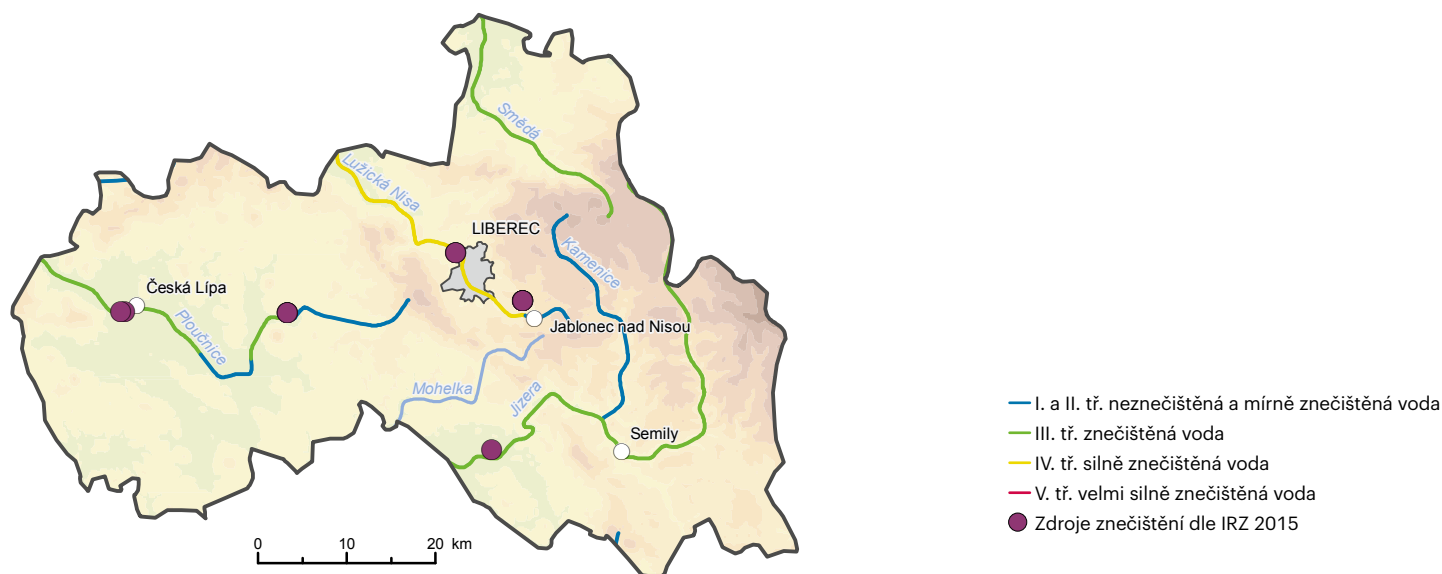 Smědá
Lužická Nisa
LIBEREC
Kamenice
Česká Lípa
Ploučnice
Jablonec nad Nisou
Mohelka
Jizera
Semily
0 10 20 km
I. a II. tř. neznečištěná a mírně znečištěná voda
III. tř. znečištěná voda
IV. tř. silně znečištěná voda
V. tř. velmi silně znečištěná voda
Zdroje znečištění dle IRZ 2015